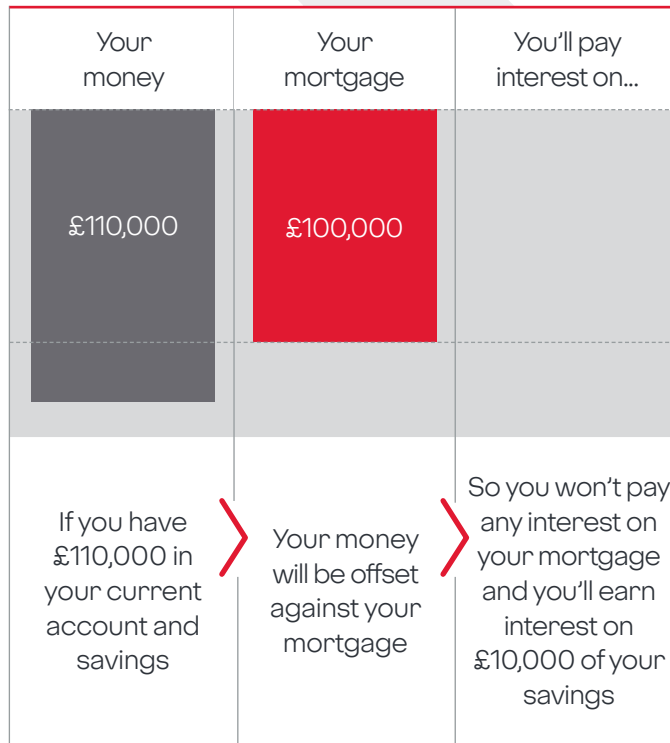 Your
money
Your
mortgage
You'll pay
interest on...
£110,000
£100,000
If you have
£110,000 in
your current
account and
savings
Your money
will be offset
against your
mortgage
So you won't pay
any interest on
your mortgage
and you'll earn
interest on
£10,000 of your
savings